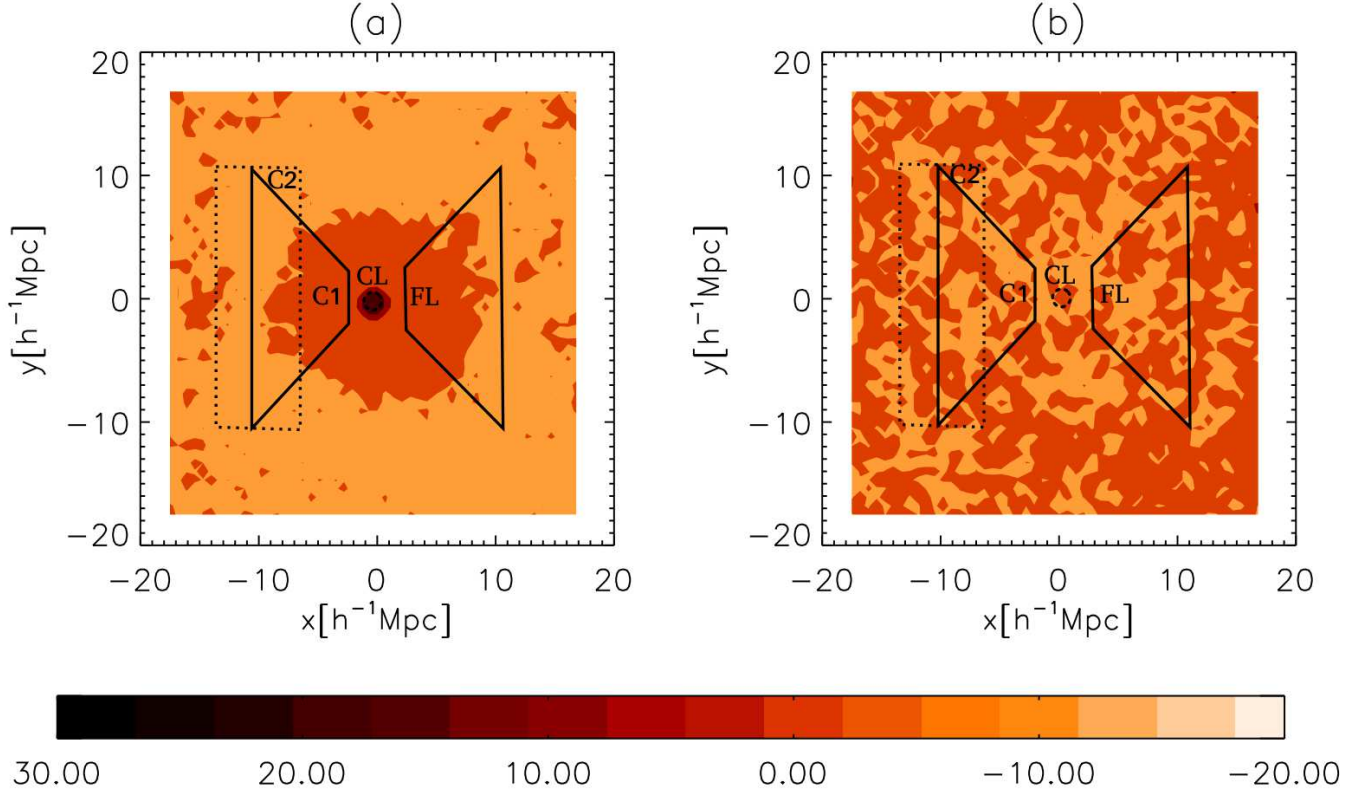 (a) (b)
20 20
10 C2 10 C2
y[h⁻¹Mpc] 0 C1 CL FL y[h⁻¹Mpc] 0 C1 CL FL
−10 −10
−20 −20
−20 −10 0 10 20 −20 −10 0 10 20
x[h⁻¹Mpc] x[h⁻¹Mpc]
30.00 20.00 10.00 0.00 −10.00 −20.00